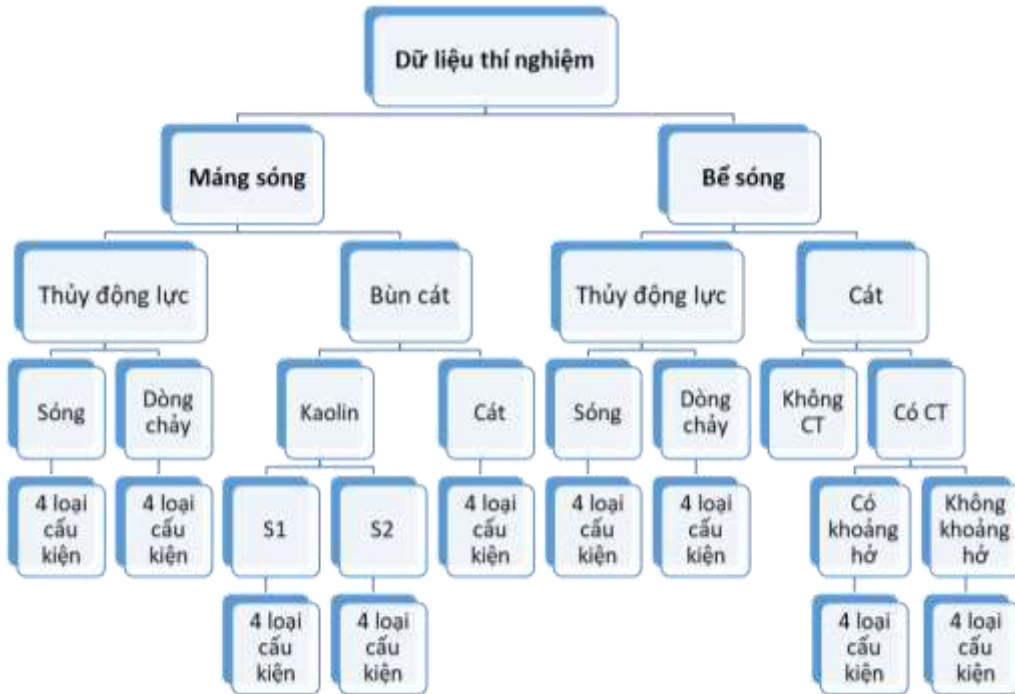 Dữ liệu thí nghiệm
Máng sóng
Bể sóng
Thủy động lực
Bùn cát
Thủy động lực
Cát
Sóng
Dòng
chảy
Kaolin
Cát
Sóng
Dòng
chảy
Không
CT
Có CT
4 loại
cấu
kiện
4 loại
cấu
kiện
S1
S2
4 loại
cấu
kiện
4 loại
cấu
kiện
4 loại
cấu
kiện
Có
khoảng
hở
Không
khoảng
hở
4 loại
cấu
kiện
4 loại
cấu
kiện
4 loại
cấu
kiện
4 loại
cấu
kiện